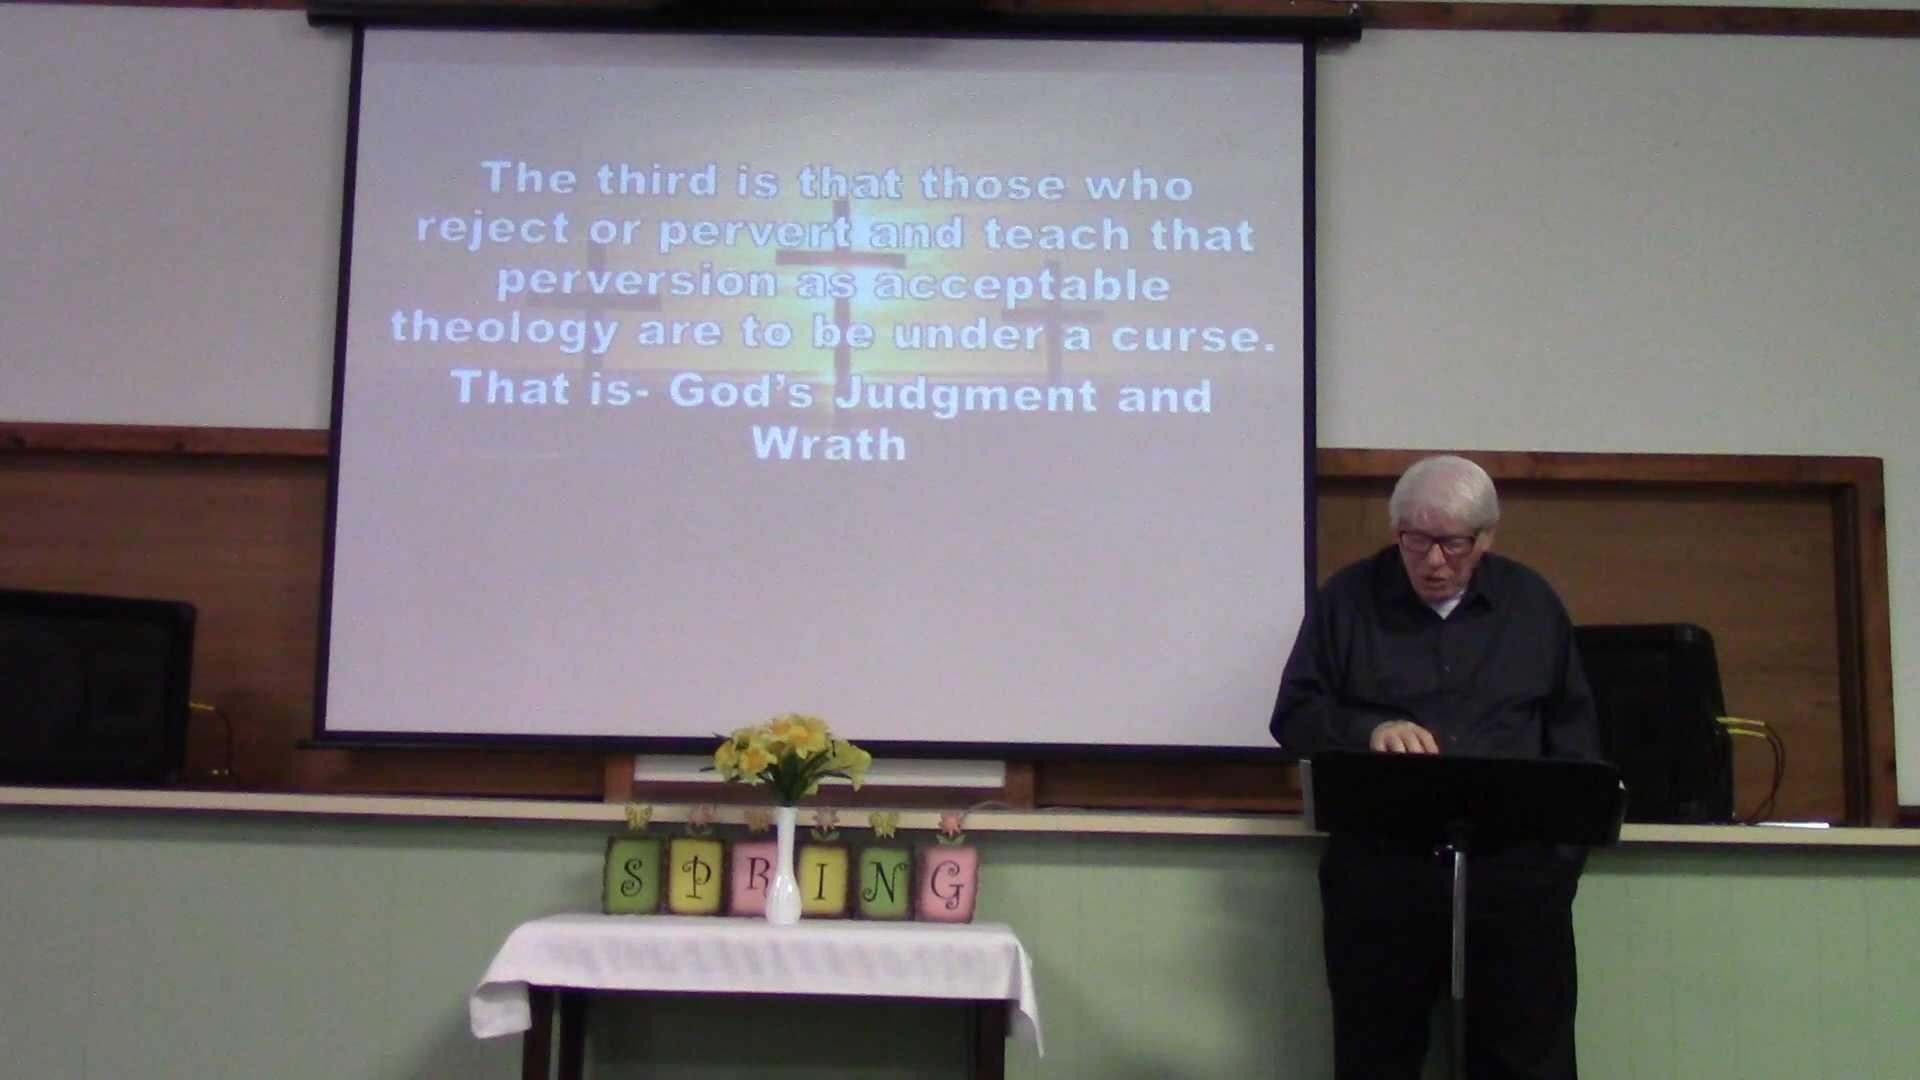 The third is that those who
reject or pervert and teach that
perversion as acceptable
theology are to be under a curse.
That is- God’s Judgment and
Wrath
SPRING